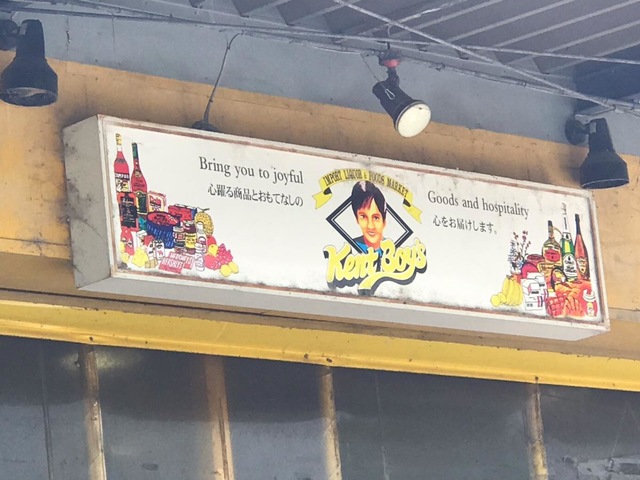 Bring you to joyful
心躍る商品とおもてなしの
IMPORT LIQUOR & FOODS MARKET
Kent Boys
Goods and hospitality
心をお届けします。